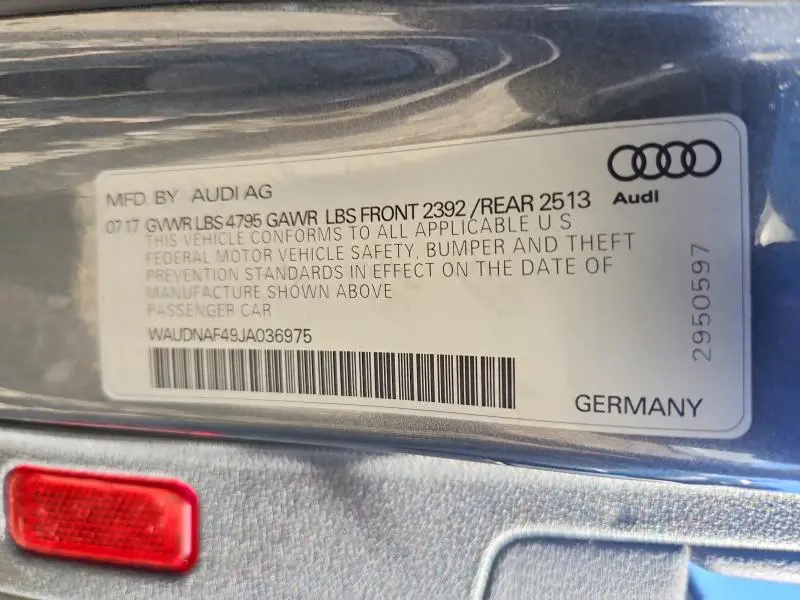 Audi
MFD. BY AUDI AG
07 17 GVWR LBS 4795 GAWR LBS FRONT 2392 /REAR 2513
THIS VEHICLE CONFORMS TO ALL APPLICABLE U S
FEDERAL MOTOR VEHICLE SAFETY, BUMPER AND THEFT
PREVENTION STANDARDS IN EFFECT ON THE DATE OF
MANUFACTURE SHOWN ABOVE
PASSENGER CAR
WAUDNAF49JA036975
2950597
GERMANY